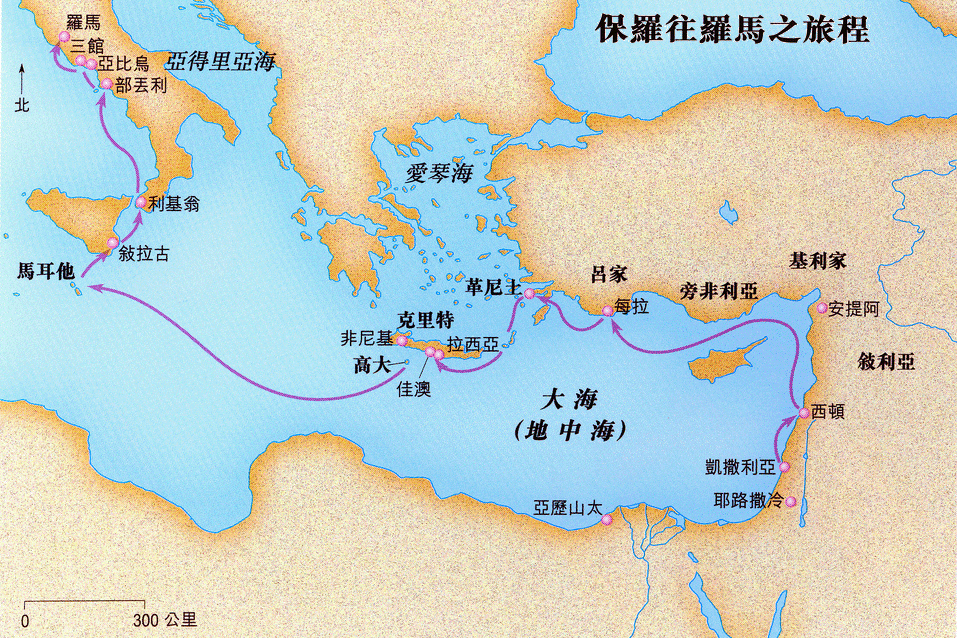 保羅往羅馬之旅程
羅馬
三館
亞比烏
部丟利
亞得里亞海
北
愛琴海
利基翁
敍拉古
馬耳他
革尼土
呂家
每拉
旁非利亞
基利家
安提阿
敍利亞
克里特
非尼基
拉西亞
高大
佳澳
大海
(地中海)
西頓
凱撒利亞
耶路撒冷
亞歷山太
0
300 公里